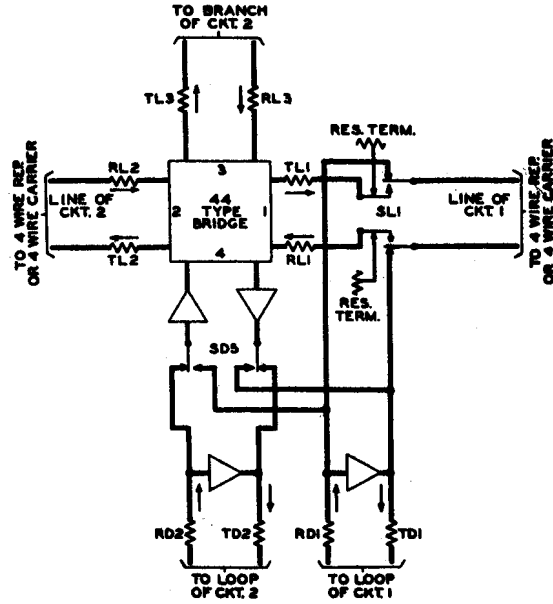 TO BRANCH
OF CKT. 2
TL3
RL3
RES. TERM.
TO 4 WIRE REP.
OR 4 WIRE CARRIER
RL2
LINE OF
CKT. 2
TL2
3
44
TYPE
BRIDGE
2
1
4
TL1
RL1
SL1
LINE OF
CKT. 1
TO 4 WIRE REP.
OR 4 WIRE CARRIER
RES.
TERM.
SD5
RD2
TD2
RD1
TD1
TO LOOP
OF CKT. 2
TO LOOP
OF CKT. 1